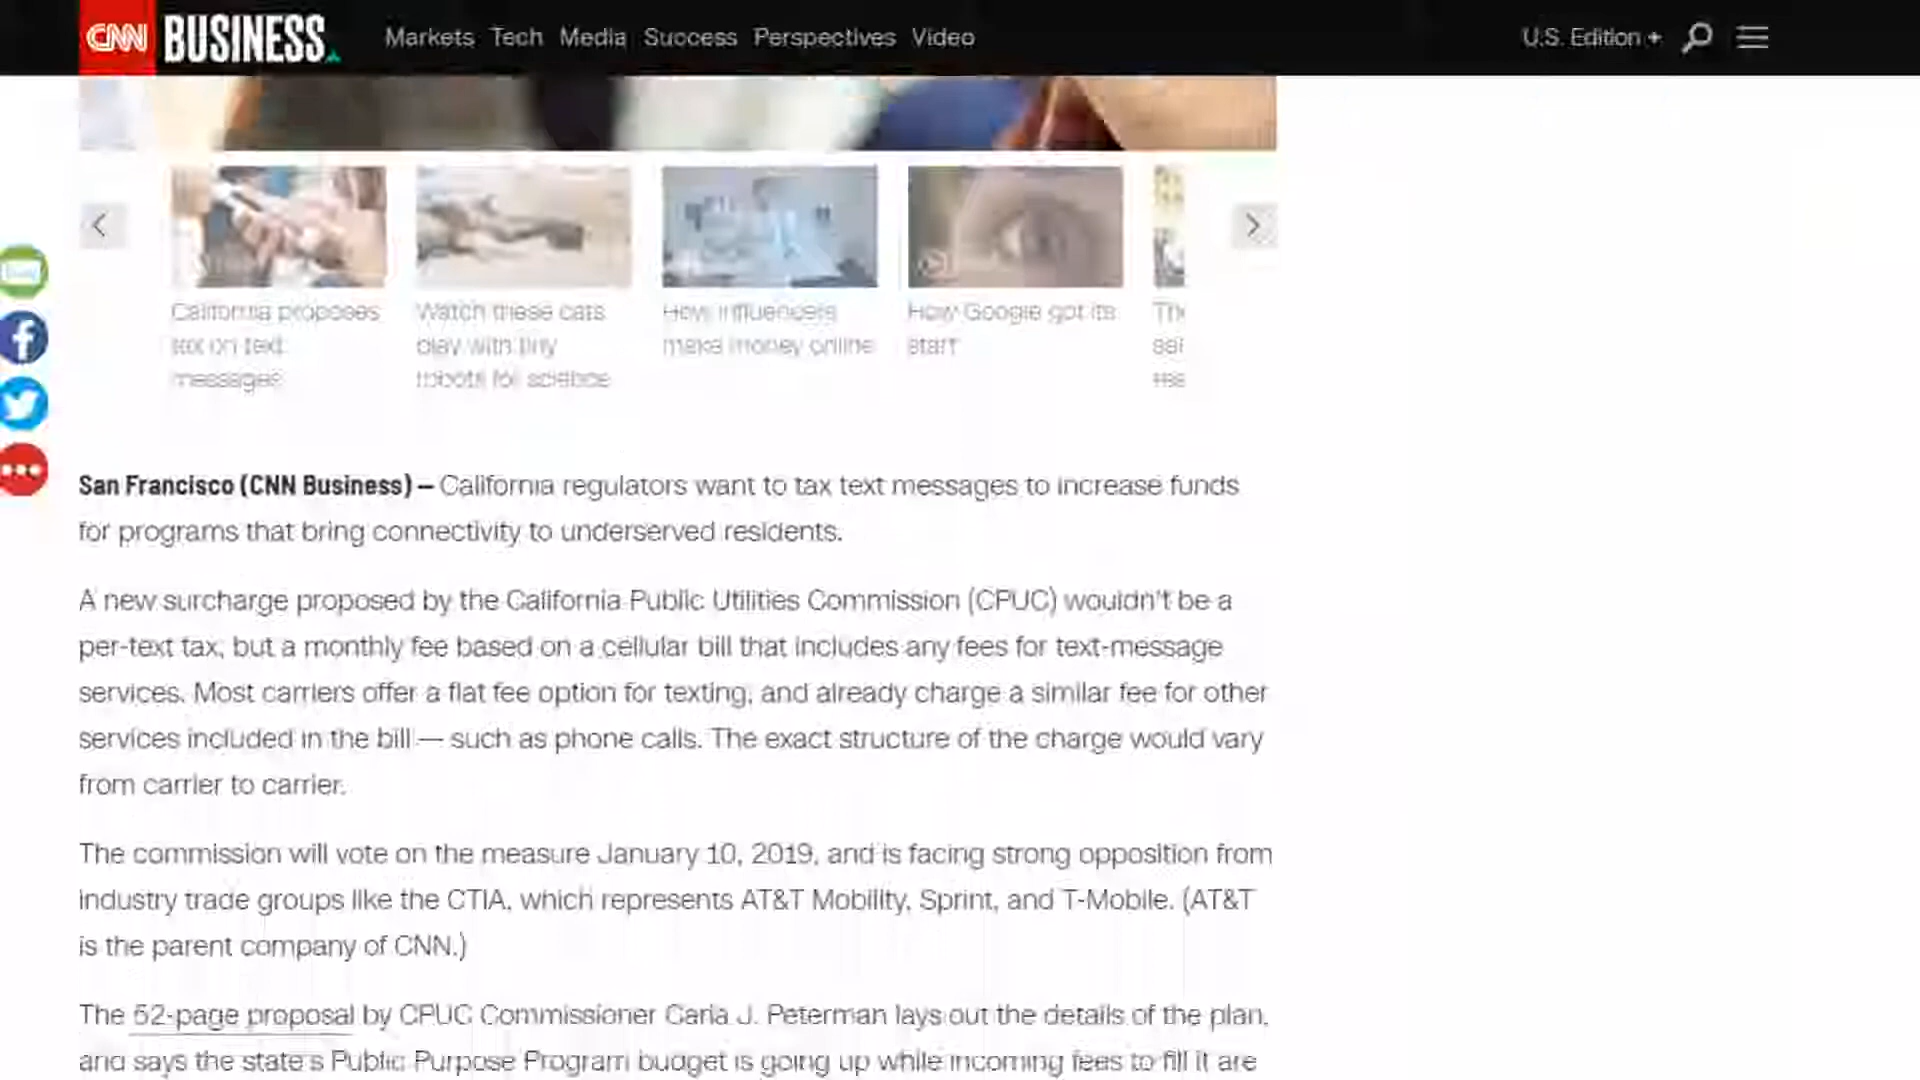 CNN BUSINESS Markets Tech Media Success Perspectives Video U.S. Edition +
California proposes
tax on text
messages
Watch these cats
play with tiny
robots for science
How influencers
make money online
How Google got its
start
San Francisco (CNN Business) — California regulators want to tax text messages to increase funds
for programs that bring connectivity to underserved residents.
A new surcharge proposed by the California Public Utilities Commission (CPUC) wouldn't be a
per-text tax, but a monthly fee based on a cellular bill that includes any fees for text-message
services. Most carriers offer a flat fee option for texting, and already charge a similar fee for other
services included in the bill — such as phone calls. The exact structure of the charge would vary
from carrier to carrier.
The commission will vote on the measure January 10, 2019, and is facing strong opposition from
industry trade groups like the CTIA, which represents AT&T Mobility, Sprint, and T-Mobile. (AT&T
is the parent company of CNN.)
The 52-page proposal by CPUC Commissioner Carla J. Peterman lays out the details of the plan,
and says the state's Public Purpose Program budget is going up while incoming fees to fill it are